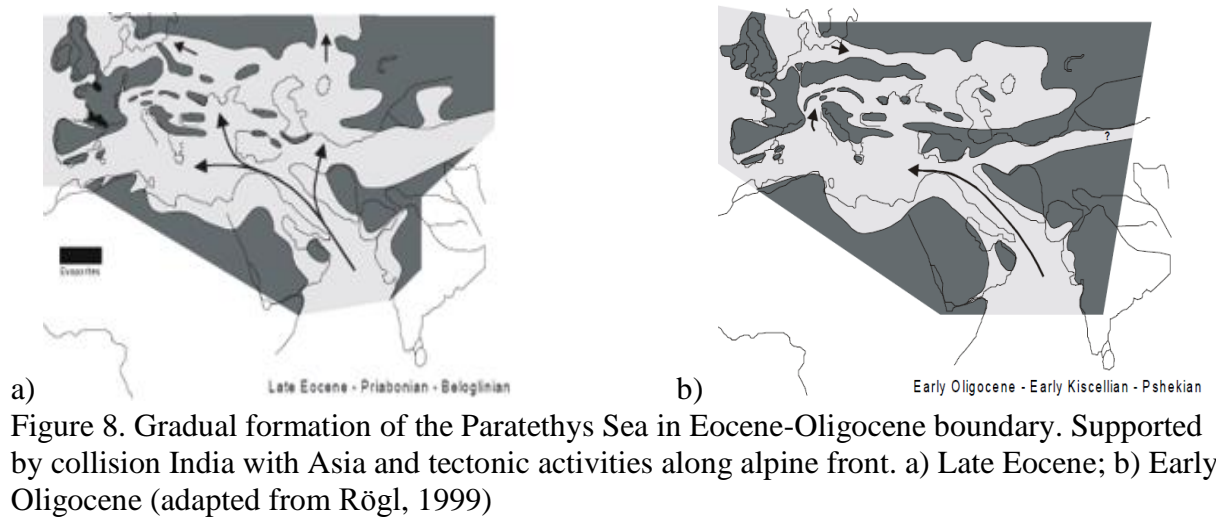 ?
Evaporites
Late Eocene - Priabonian - Beloglinian
Early Oligocene - Early Kiscellian - Pshekian
a)
b)
Figure 8. Gradual formation of the Paratethys Sea in Eocene-Oligocene boundary. Supported
by collision India with Asia and tectonic activities along alpine front. a) Late Eocene; b) Early
Oligocene (adapted from Rögl, 1999)